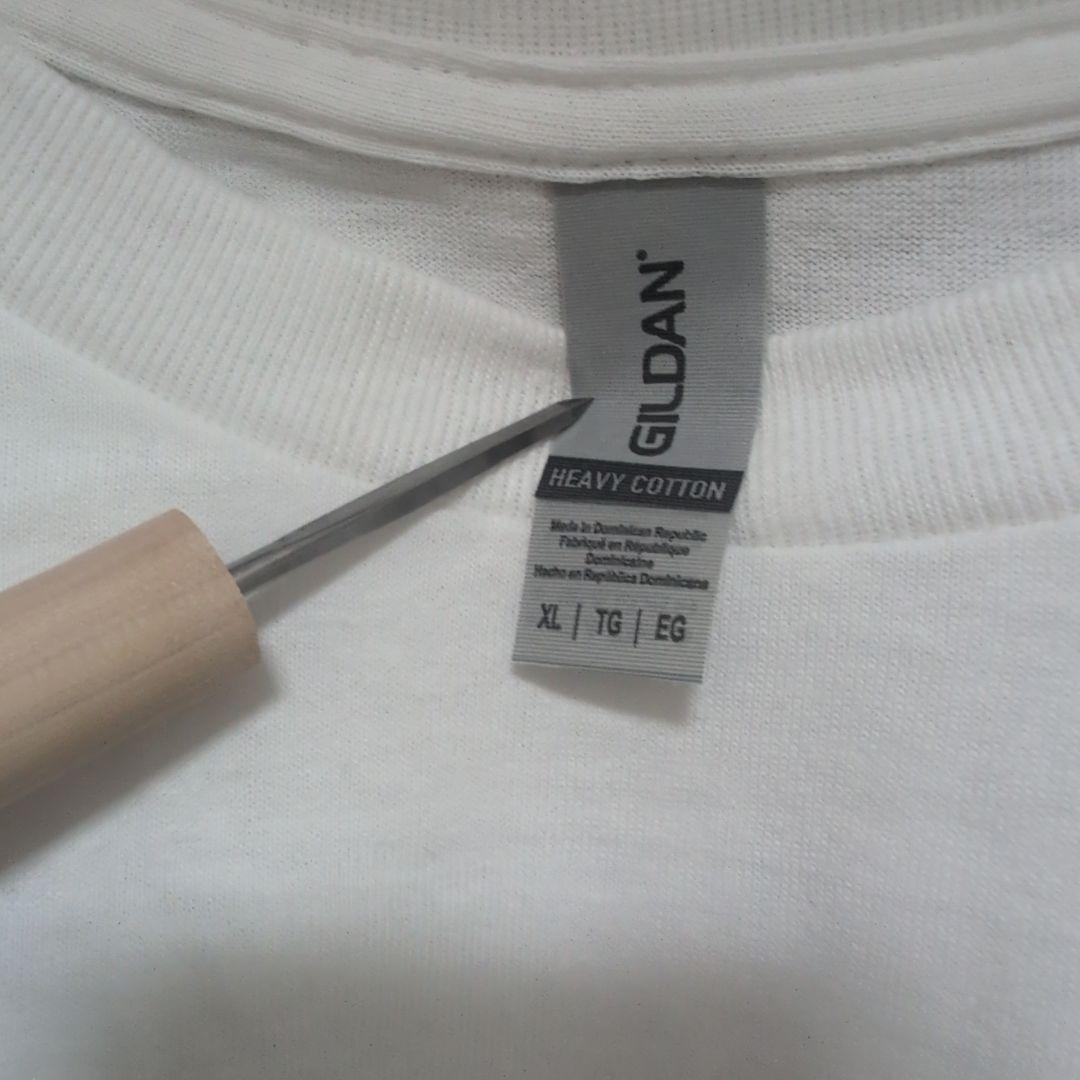 GILDAN®
HEAVY COTTON
Made in Dominican Republic
Fabriqué en République
Dominicaine
Hecho en República Dominicana
XL | TG | EG